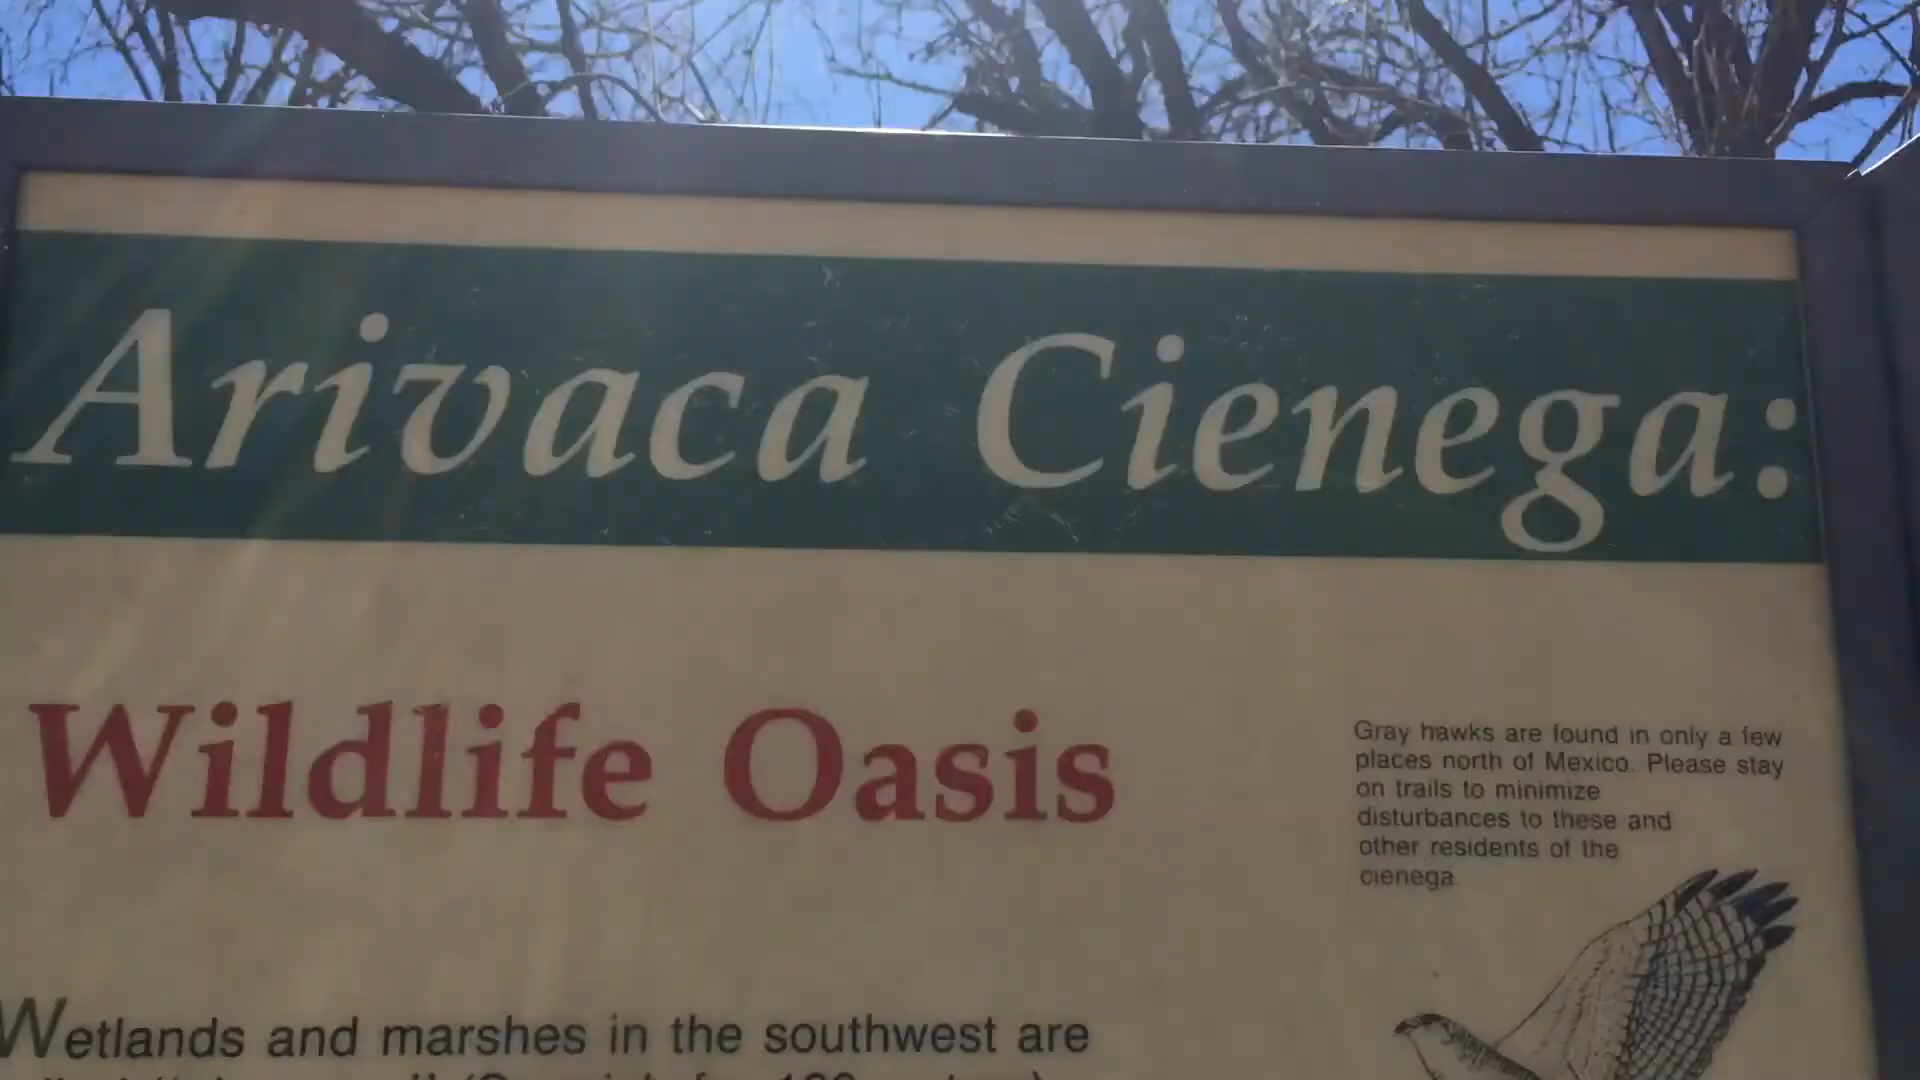 Arivaca Cienega:
Wildlife Oasis
Gray hawks are found in only a few
places north of Mexico. Please stay
on trails to minimize
disturbances to these and
other residents of the
cienega.
Wetlands and marshes in the southwest are